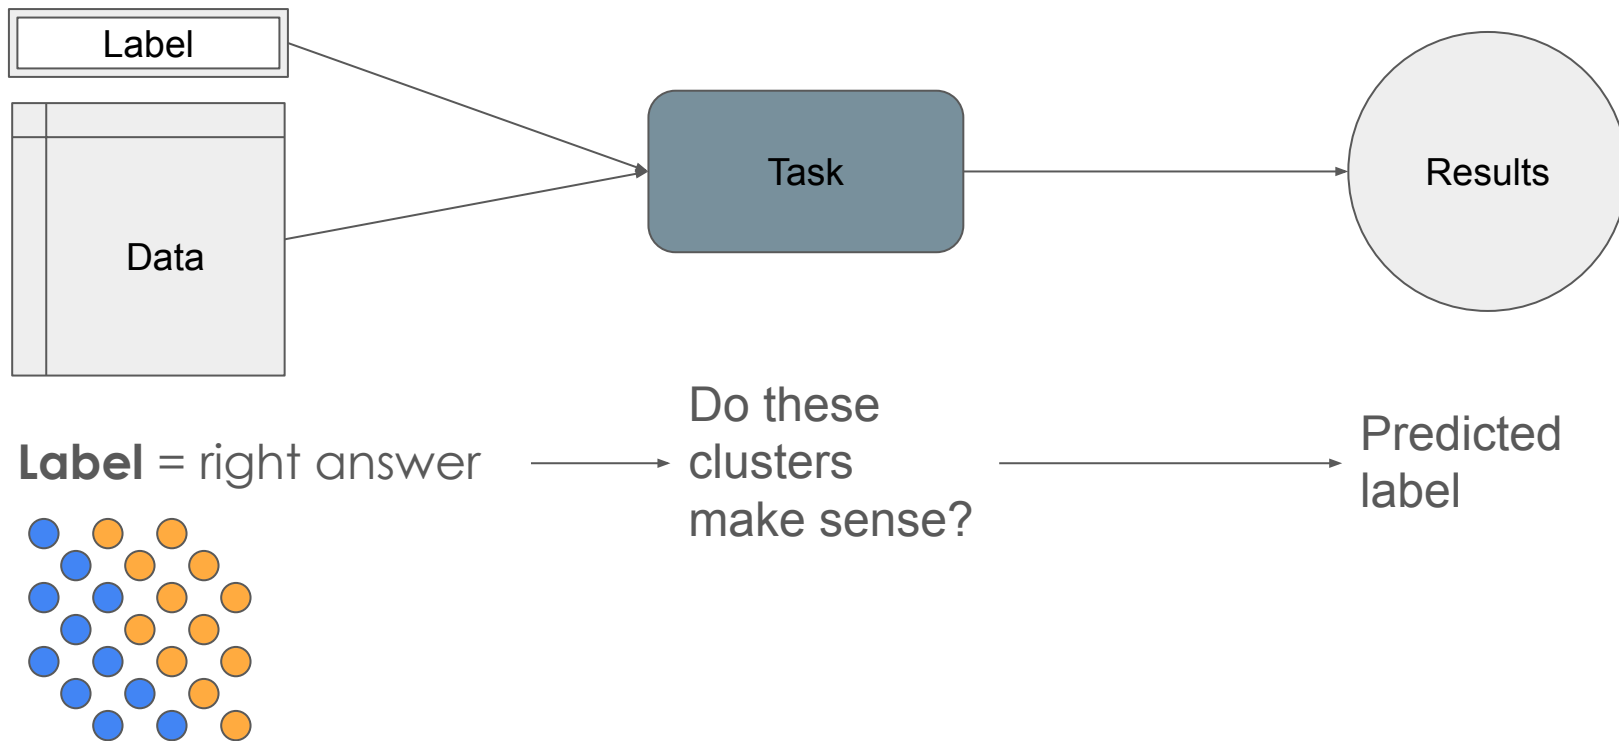 Label
Data
Task
Results
Label = right answer
Do these
clusters
make sense?
Predicted
label